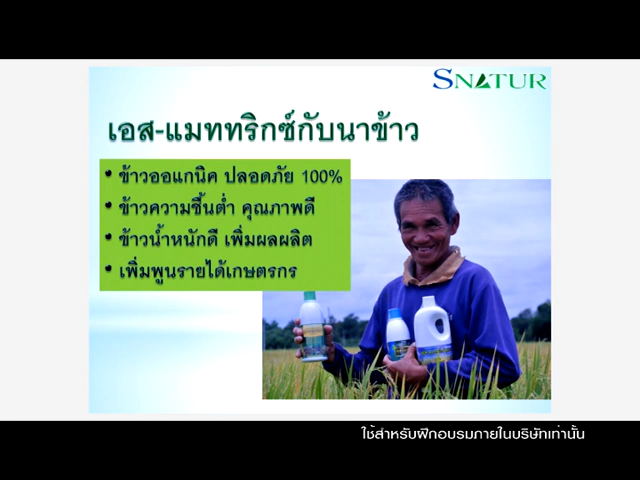 SNATUR
เอส-แมททริกซ์กับนาข้าว
• ข้าวออแกนิค ปลอดภัย 100%
• ข้าวความชื้นต่ำ คุณภาพดี
• ข้าวน้ำหนักดี เพิ่มผลผลิต
• เพิ่มพูนรายได้เกษตรกร
ใช้สำหรับฝึกอบรมภายในบริษัทเท่านั้น